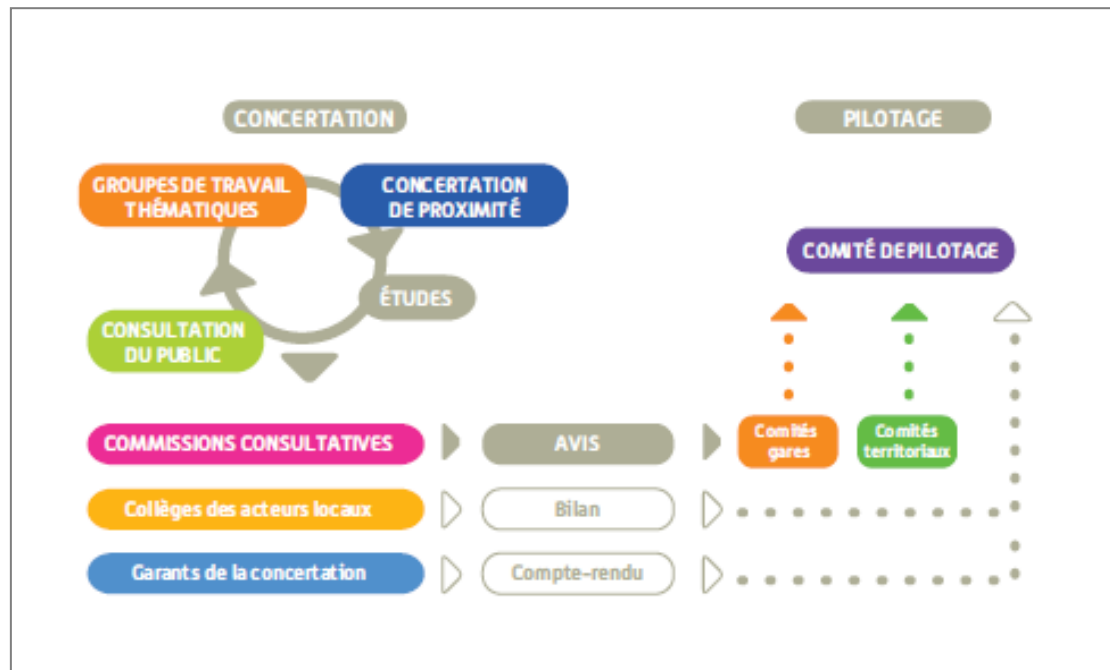 CONCERTATION
PILOTAGE
GROUPES DE TRAVAIL
THÉMATIQUES
CONCERTATION
DE PROXIMITÉ
COMITÉ DE PILOTAGE
ÉTUDES
CONSULTATION
DU PUBLIC
COMMISSIONS CONSULTATIVES
AVIS
Comités
gares
Comités
territoriaux
Collèges des acteurs locaux
Bilan
Garants de la concertation
Compte-rendu